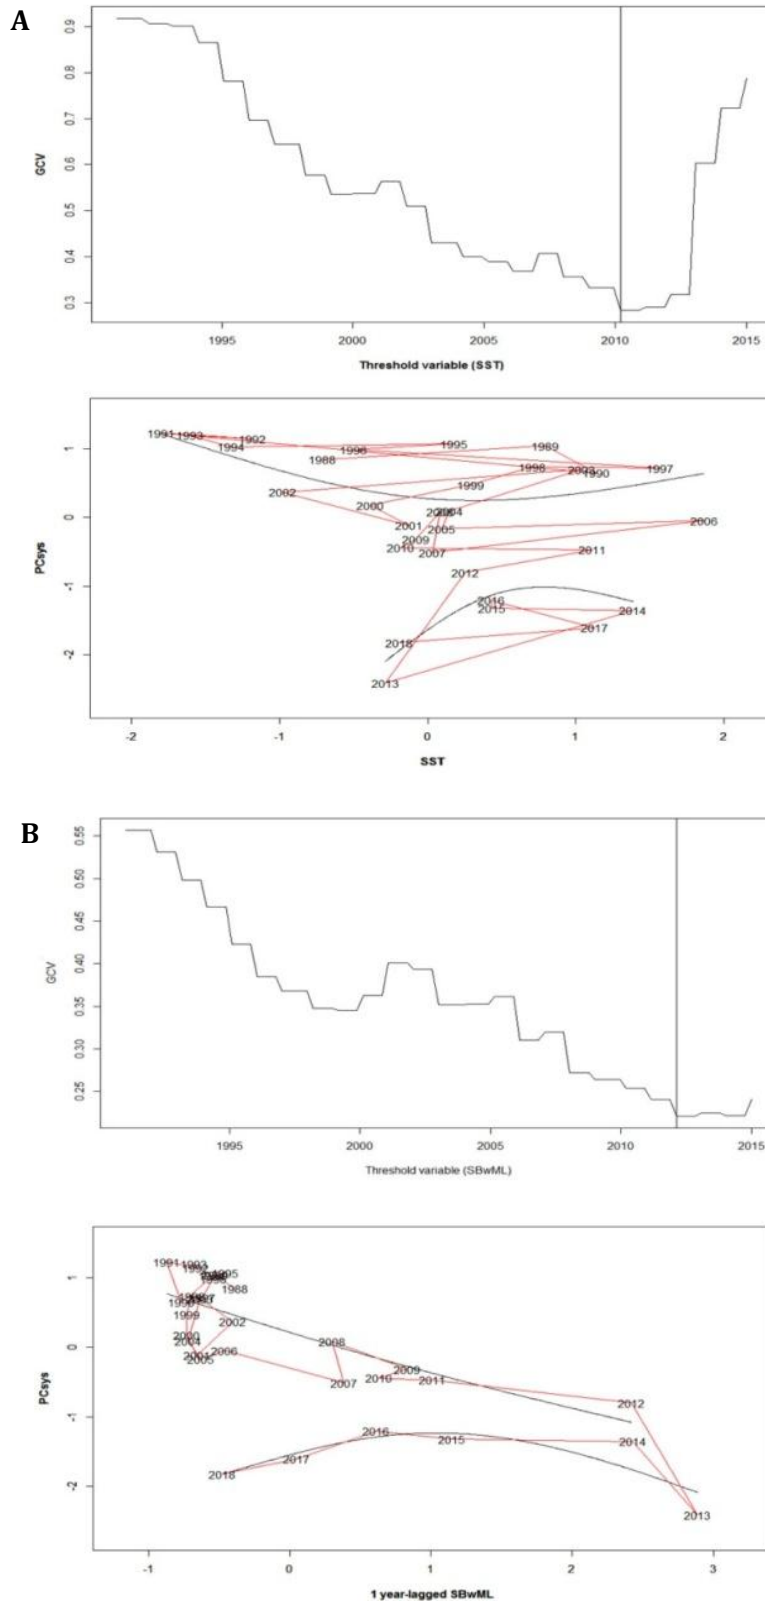 A
0.9
0.8
0.7
0.6
0.5
0.4
0.3
GCV
1995 2000 2005 2010 2015
Threshold variable (SST)
1991 1993 1992 1994 1995 1989
1988 1996 1998 1990 1997
1999
2002 2000
2001 2005 2004 2006
2009
2010 2007 2011
2012
2016
2015 2014
2017
2018
2013
1
0
-1
-2
PCsys
-2 -1 0 1 2
SST
B
0.55
0.50
0.45
0.40
0.35
0.30
0.25
GCV
1995 2000 2005 2010 2015
Threshold variable (SBwML)
1991 1993 1995
1988
1999 2002
2000
2004
2001 2006
2005
2008
2009
2007 2010 2011
2012
2016
2015 2014
2017
2018
2013
1
0
-1
-2
PCsys
-1 0 1 2 3
1 year-lagged SBwML